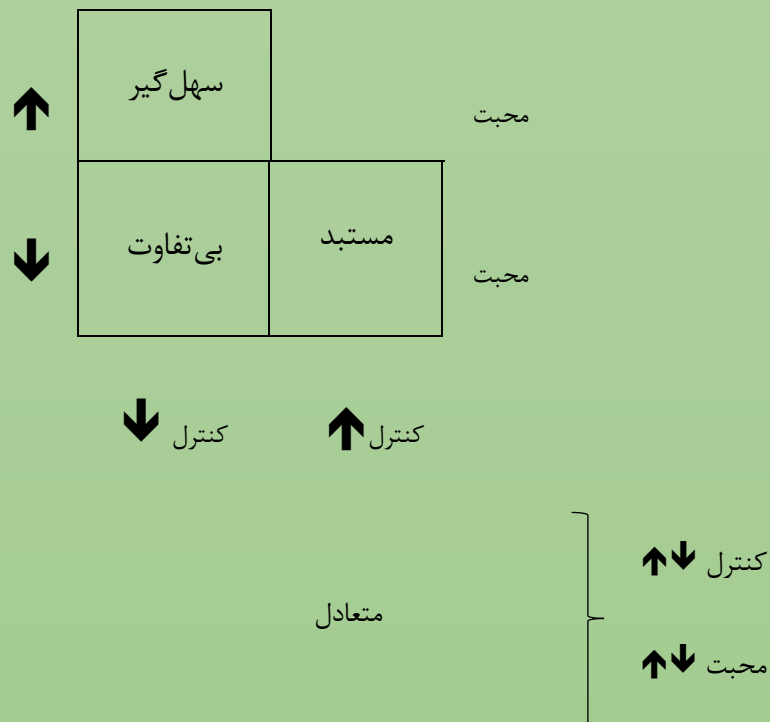 سهل‌گیر
محبت
مستبد
بی‌تفاوت
محبت
کنترل
کنترل
کنترل
متعادل
محبت